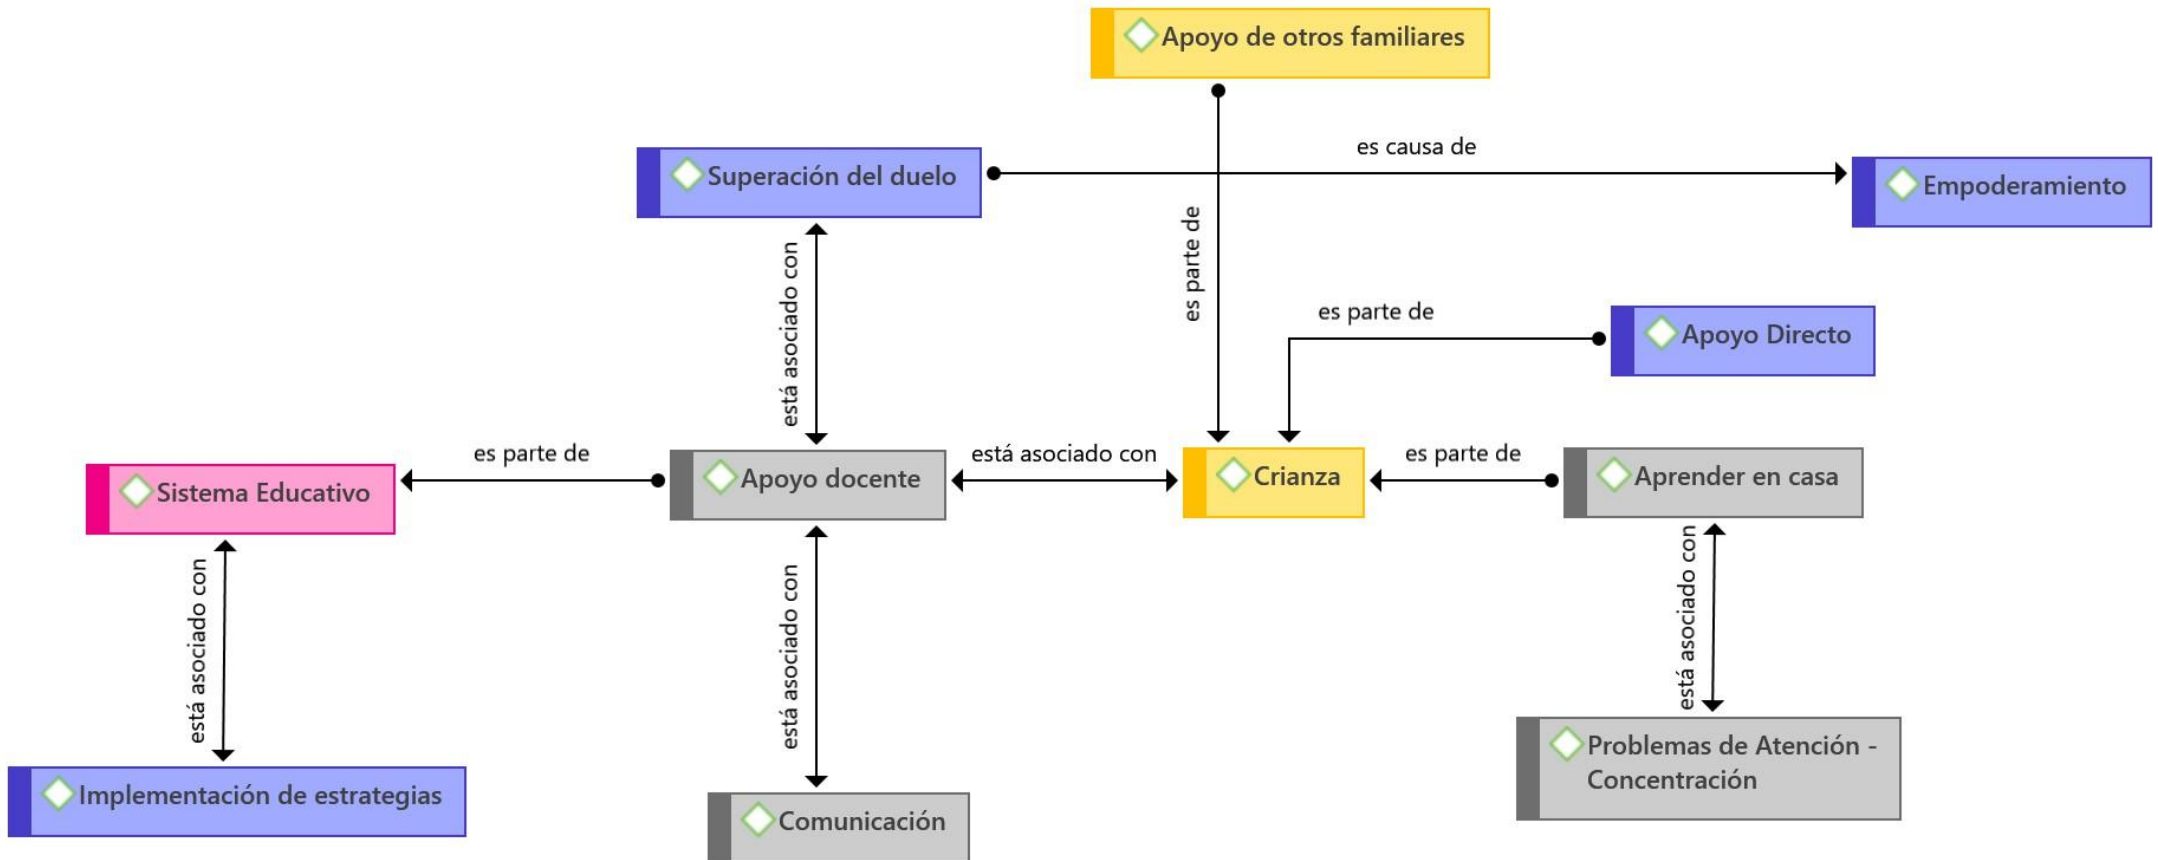 Apoyo de otros familiares
es causa de
Superación del duelo
Empoderamiento
es parte de
es parte de
Apoyo Directo
está asociado con
es parte de
Sistema Educativo
Apoyo docente
está asociado con
Crianza
es parte de
Aprender en casa
está asociado con
está asociado con
está asociado con
Problemas de Atención -
Concentración
Implementación de estrategias
Comunicación